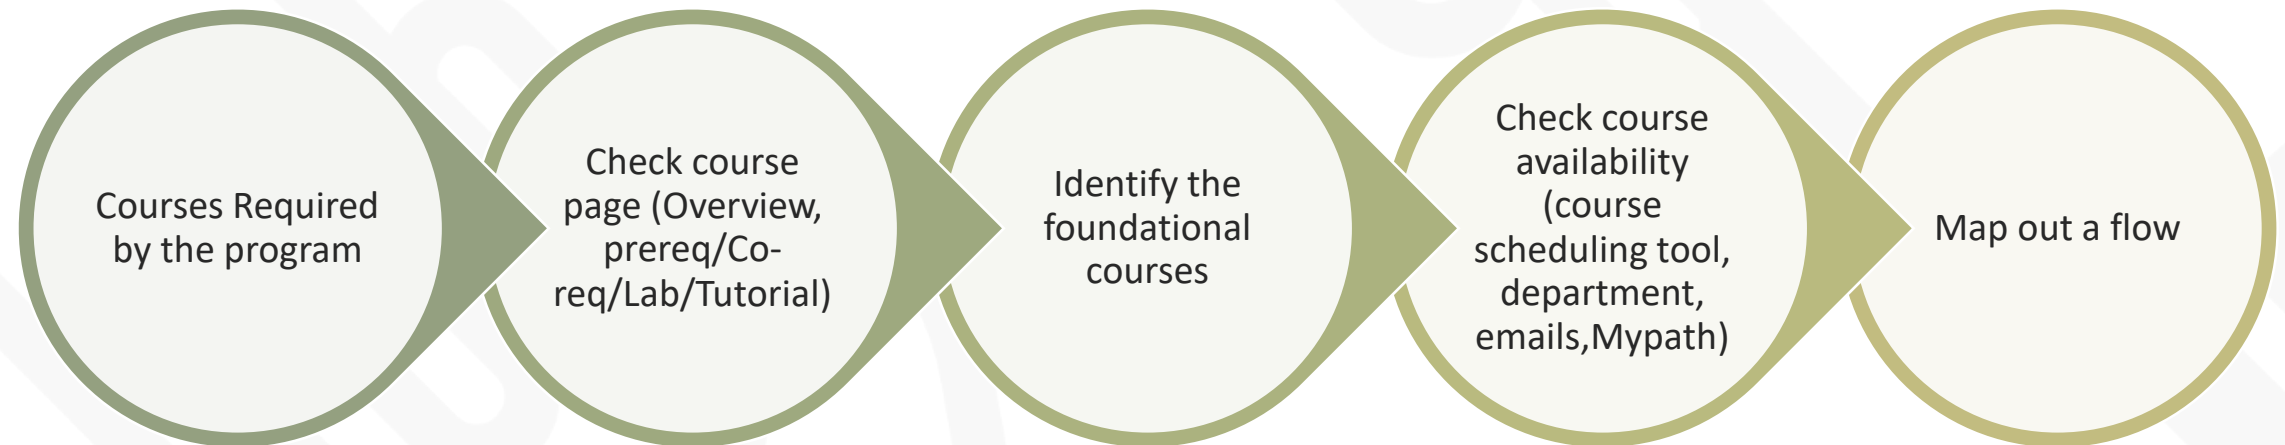 Courses Required
by the program
Check course
page (Overview,
prereq/Co-
req/Lab/Tutorial)
Identify the
foundational
courses
Check course
availability
(course
scheduling tool,
department,
emails,Mypath)
Map out a flow